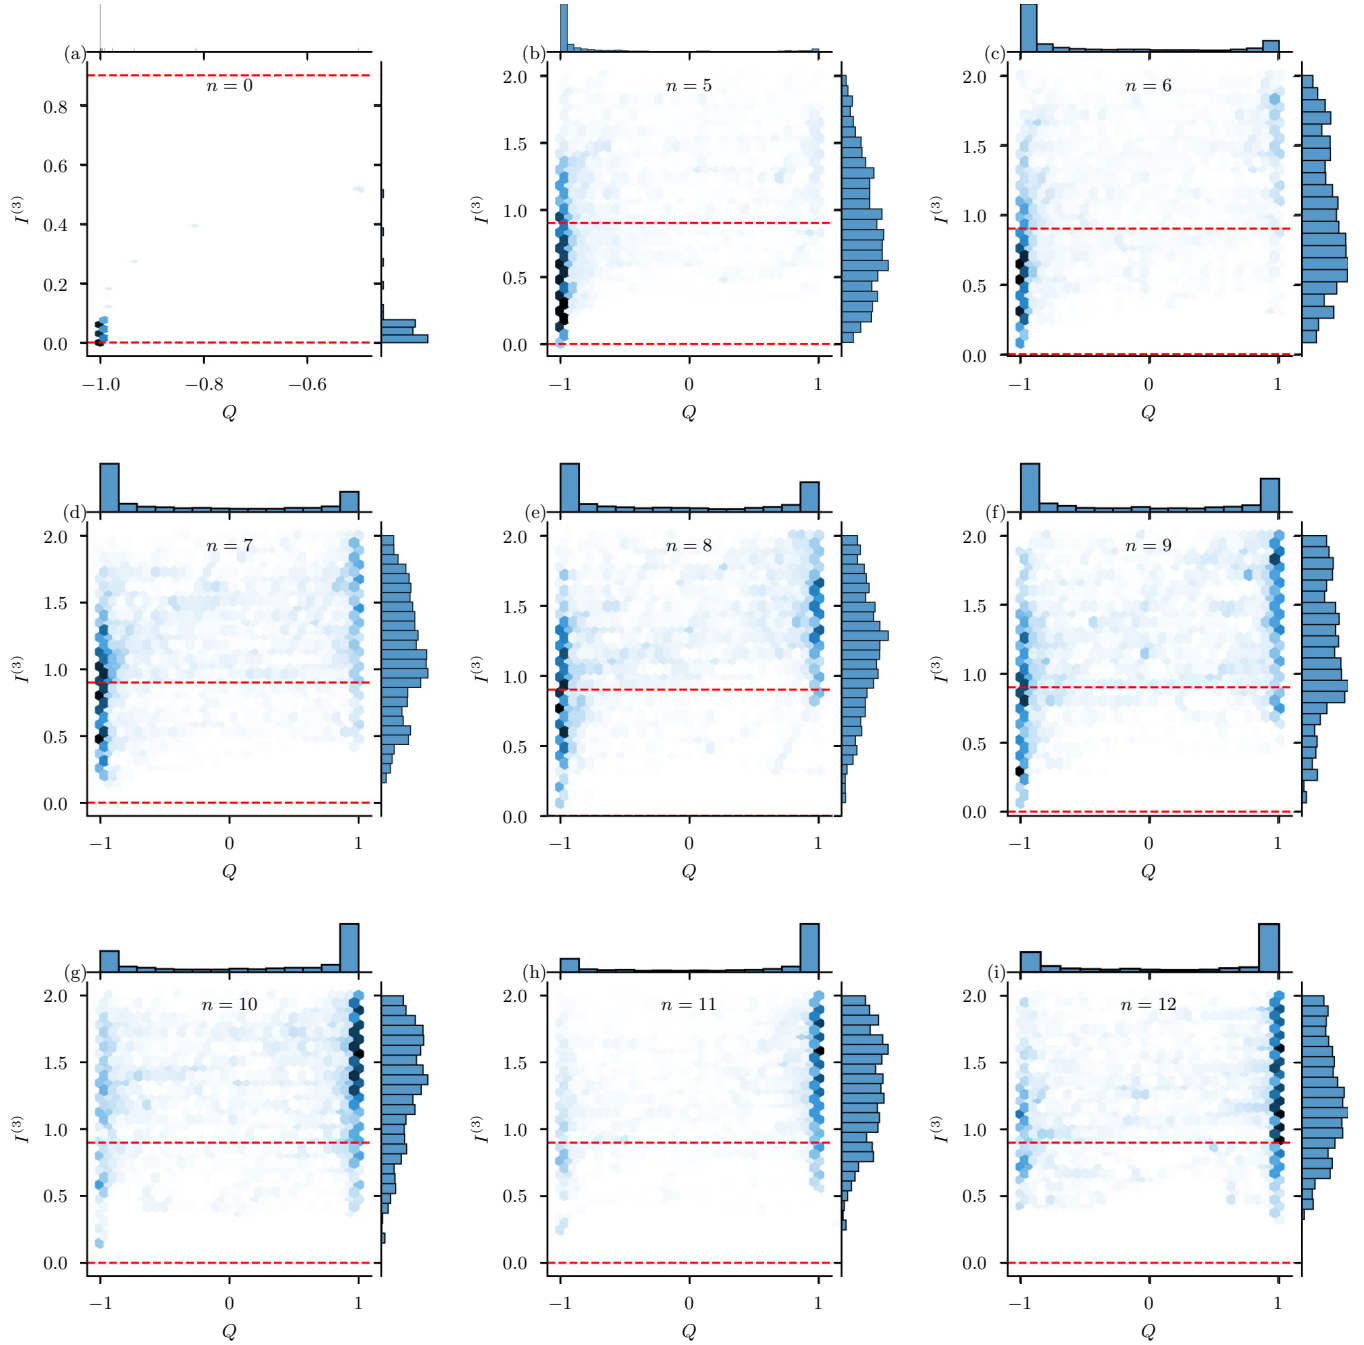 (a)
n = 0
0.8
0.6
0.4
0.2
0.0
I^(3)
−1.0 −0.8 −0.6
Q
(b)
n = 5
2.0
1.5
1.0
0.5
0.0
I^(3)
−1 0 1
Q
(c)
n = 6
2.0
1.5
1.0
0.5
0.0
I^(3)
−1 0 1
Q
(d)
n = 7
2.0
1.5
1.0
0.5
0.0
I^(3)
−1 0 1
Q
(e)
n = 8
2.0
1.5
1.0
0.5
0.0
I^(3)
−1 0 1
Q
(f)
n = 9
2.0
1.5
1.0
0.5
0.0
I^(3)
−1 0 1
Q
(g)
n = 10
2.0
1.5
1.0
0.5
0.0
I^(3)
−1 0 1
Q
(h)
n = 11
2.0
1.5
1.0
0.5
0.0
I^(3)
−1 0 1
Q
(i)
n = 12
2.0
1.5
1.0
0.5
0.0
I^(3)
−1 0 1
Q